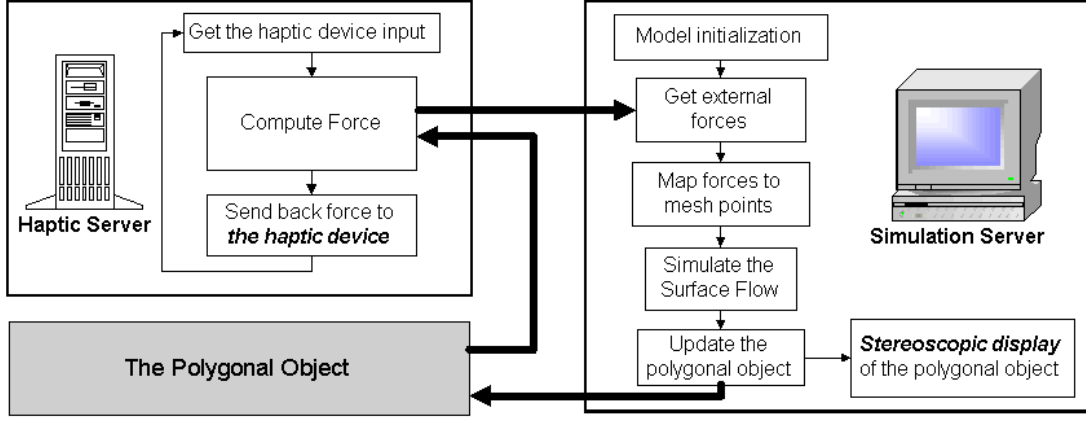 Get the haptic device input
Compute Force
Send back force to
the haptic device
Haptic Server
Model initialization
Get external
forces
Map forces to
mesh points
Simulate the
Surface Flow
Update the
polygonal object
Stereoscopic display
of the polygonal object
Simulation Server
The Polygonal Object